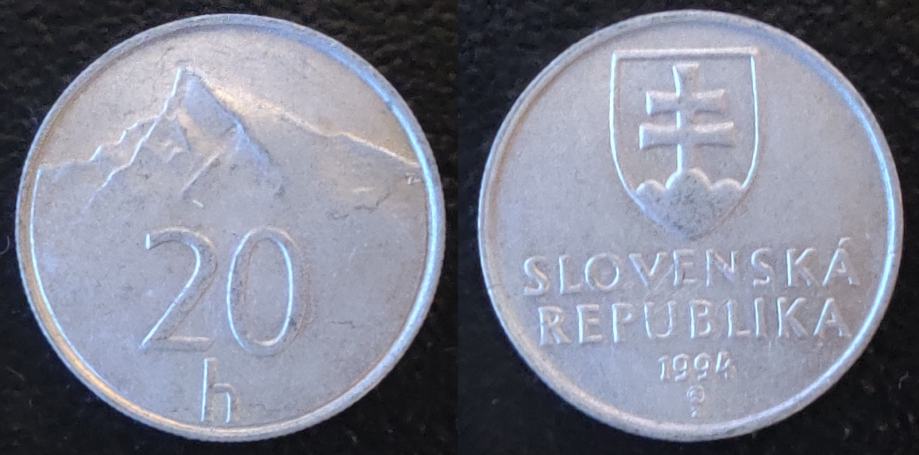 20
h
SLOVENSKÁ
REPUBLIKA
1994